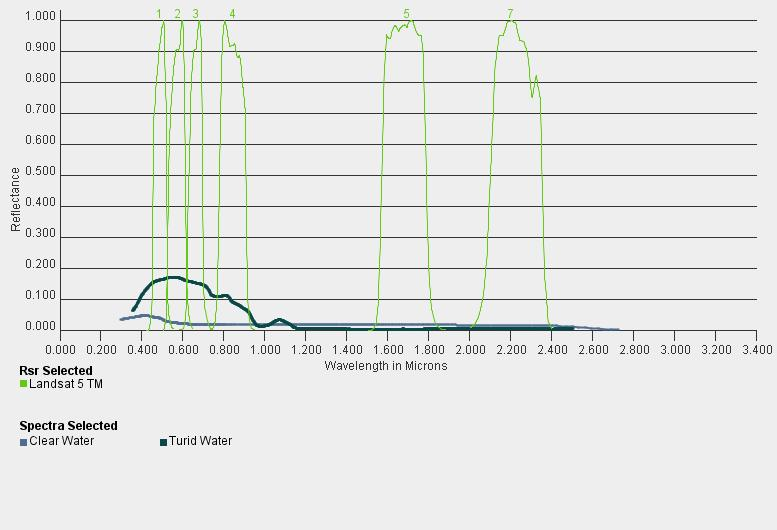 1 2 3 4 5 7
1.000
0.900
0.800
0.700
0.600
0.500
0.400
0.300
0.200
0.100
0.000
Reflectance
0.000 0.200 0.400 0.600 0.800 1.000 1.200 1.400 1.600 1.800 2.000 2.200 2.400 2.600 2.800 3.000 3.200 3.400
Wavelength in Microns
Rsr Selected
Landsat 5 TM
Spectra Selected
Clear Water Turid Water